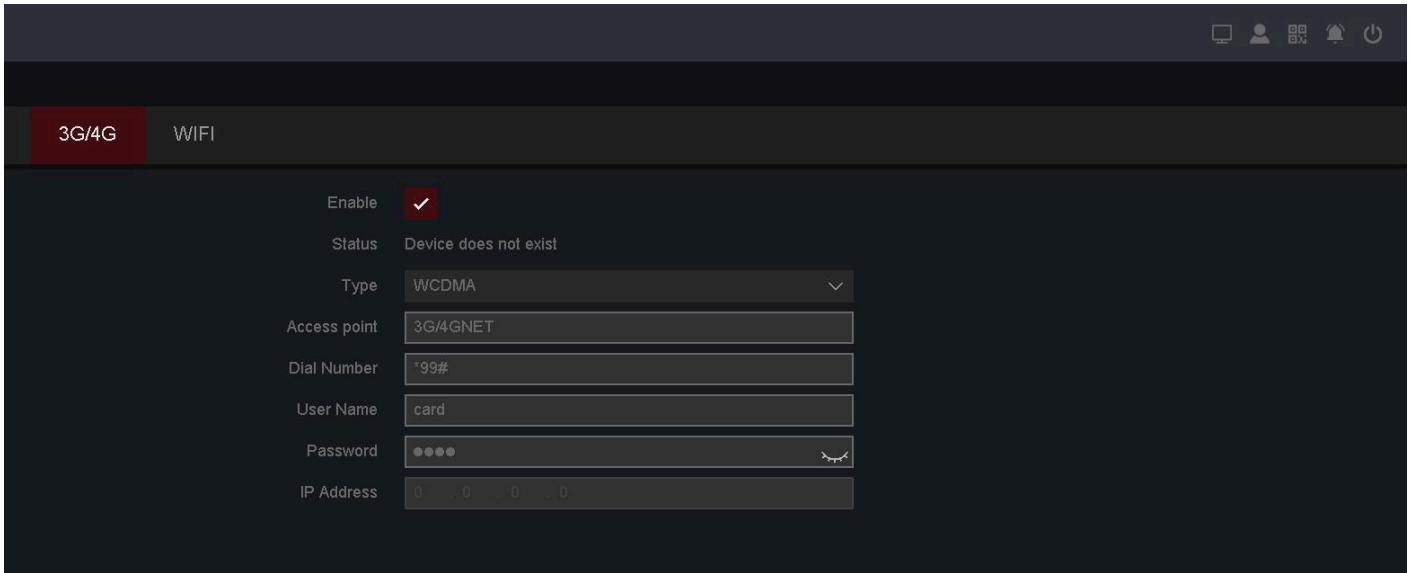 3G/4G WIFI
Enable
Status Device does not exist
Type WCDMA
Access point 3G/4GNET
Dial Number *99#
User Name card
Password ●●●●
IP Address 0 . 0 . 0 . 0